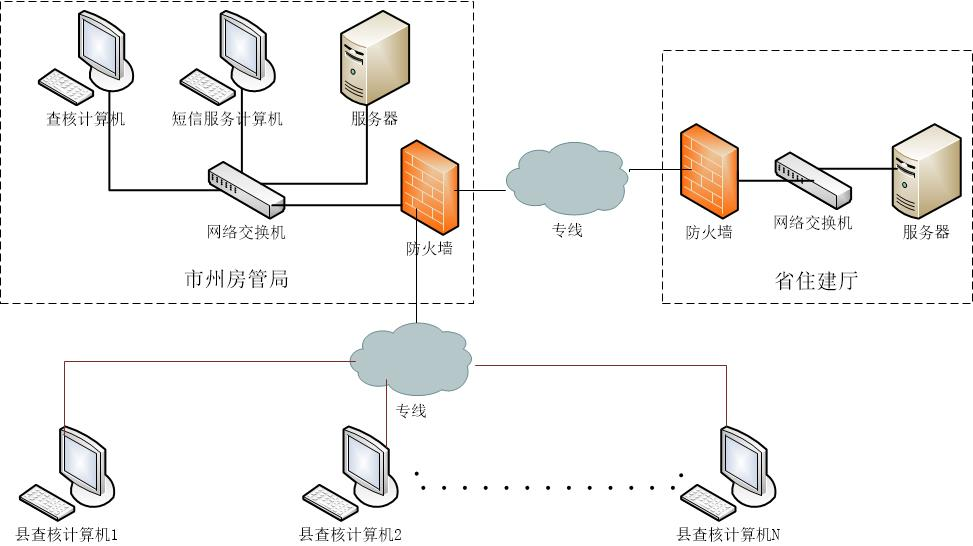 查核计算机
短信服务计算机
服务器
网络交换机
防火墙
市州房管局
专线
防火墙
网络交换机
服务器
省住建厅
专线
县查核计算机1
县查核计算机2
县查核计算机N